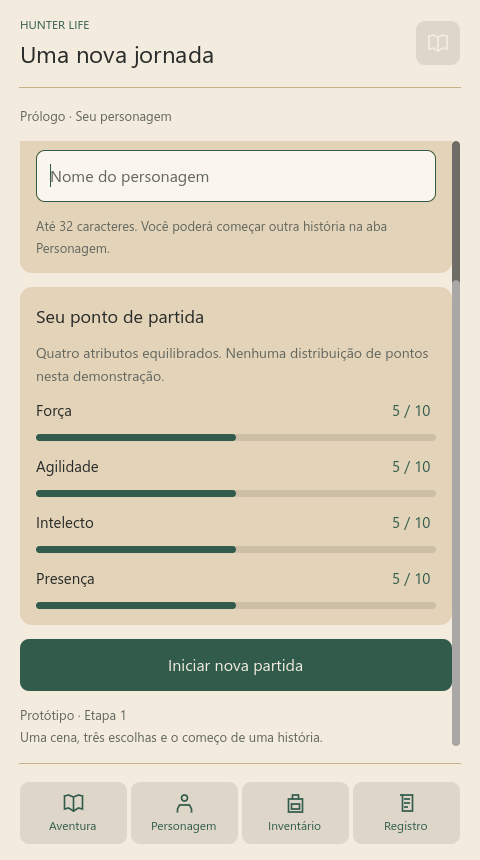 HUNTER LIFE
Uma nova jornada
Prólogo · Seu personagem
Nome do personagem
Até 32 caracteres. Você poderá começar outra história na aba
Personagem.
Seu ponto de partida
Quatro atributos equilibrados. Nenhuma distribuição de pontos
nesta demonstração.
Força 5 / 10
Agilidade 5 / 10
Intelecto 5 / 10
Presença 5 / 10
Iniciar nova partida
Protótipo · Etapa 1
Uma cena, três escolhas e o começo de uma história.
Aventura Personagem Inventário Registro